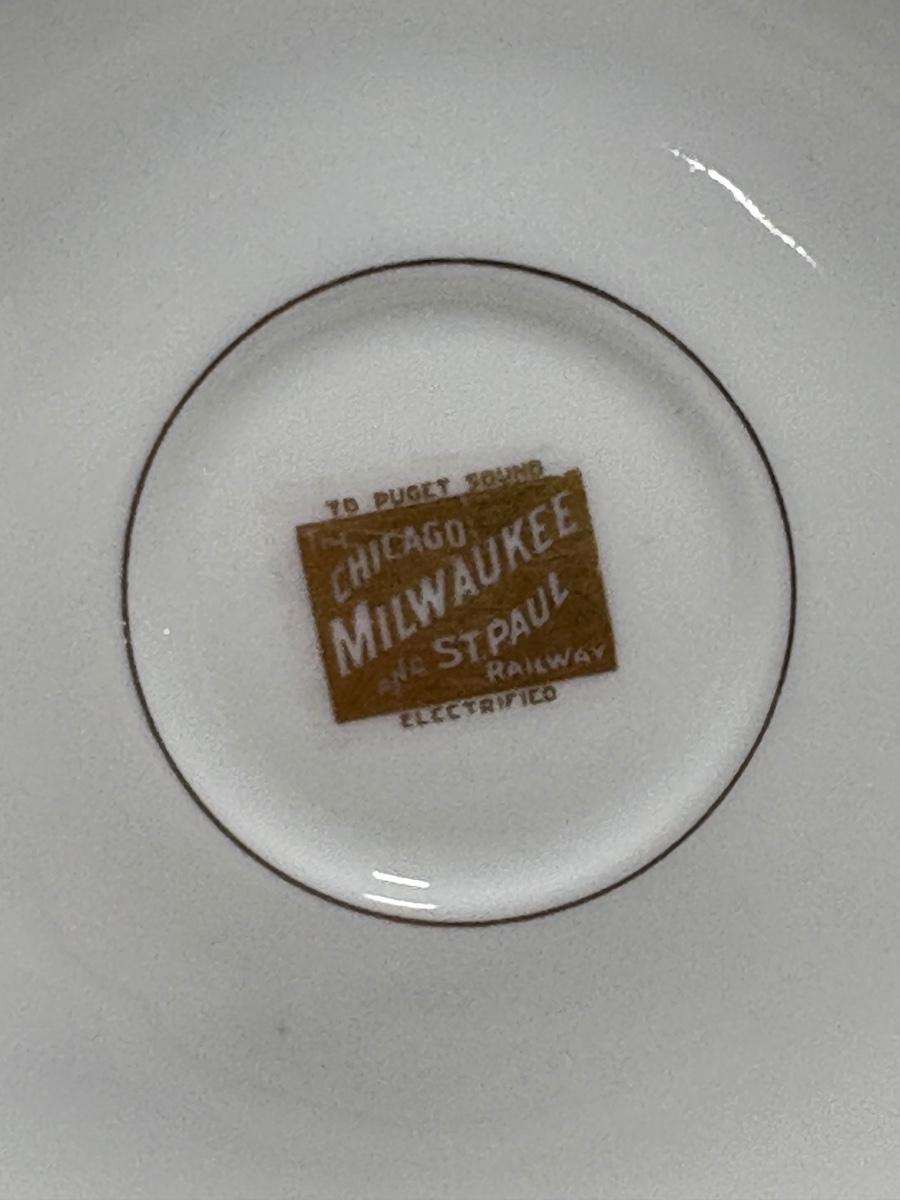 TO PUGET SOUND
THE
CHICAGO
MILWAUKEE
AND ST. PAUL
RAILWAY
ELECTRIFIED